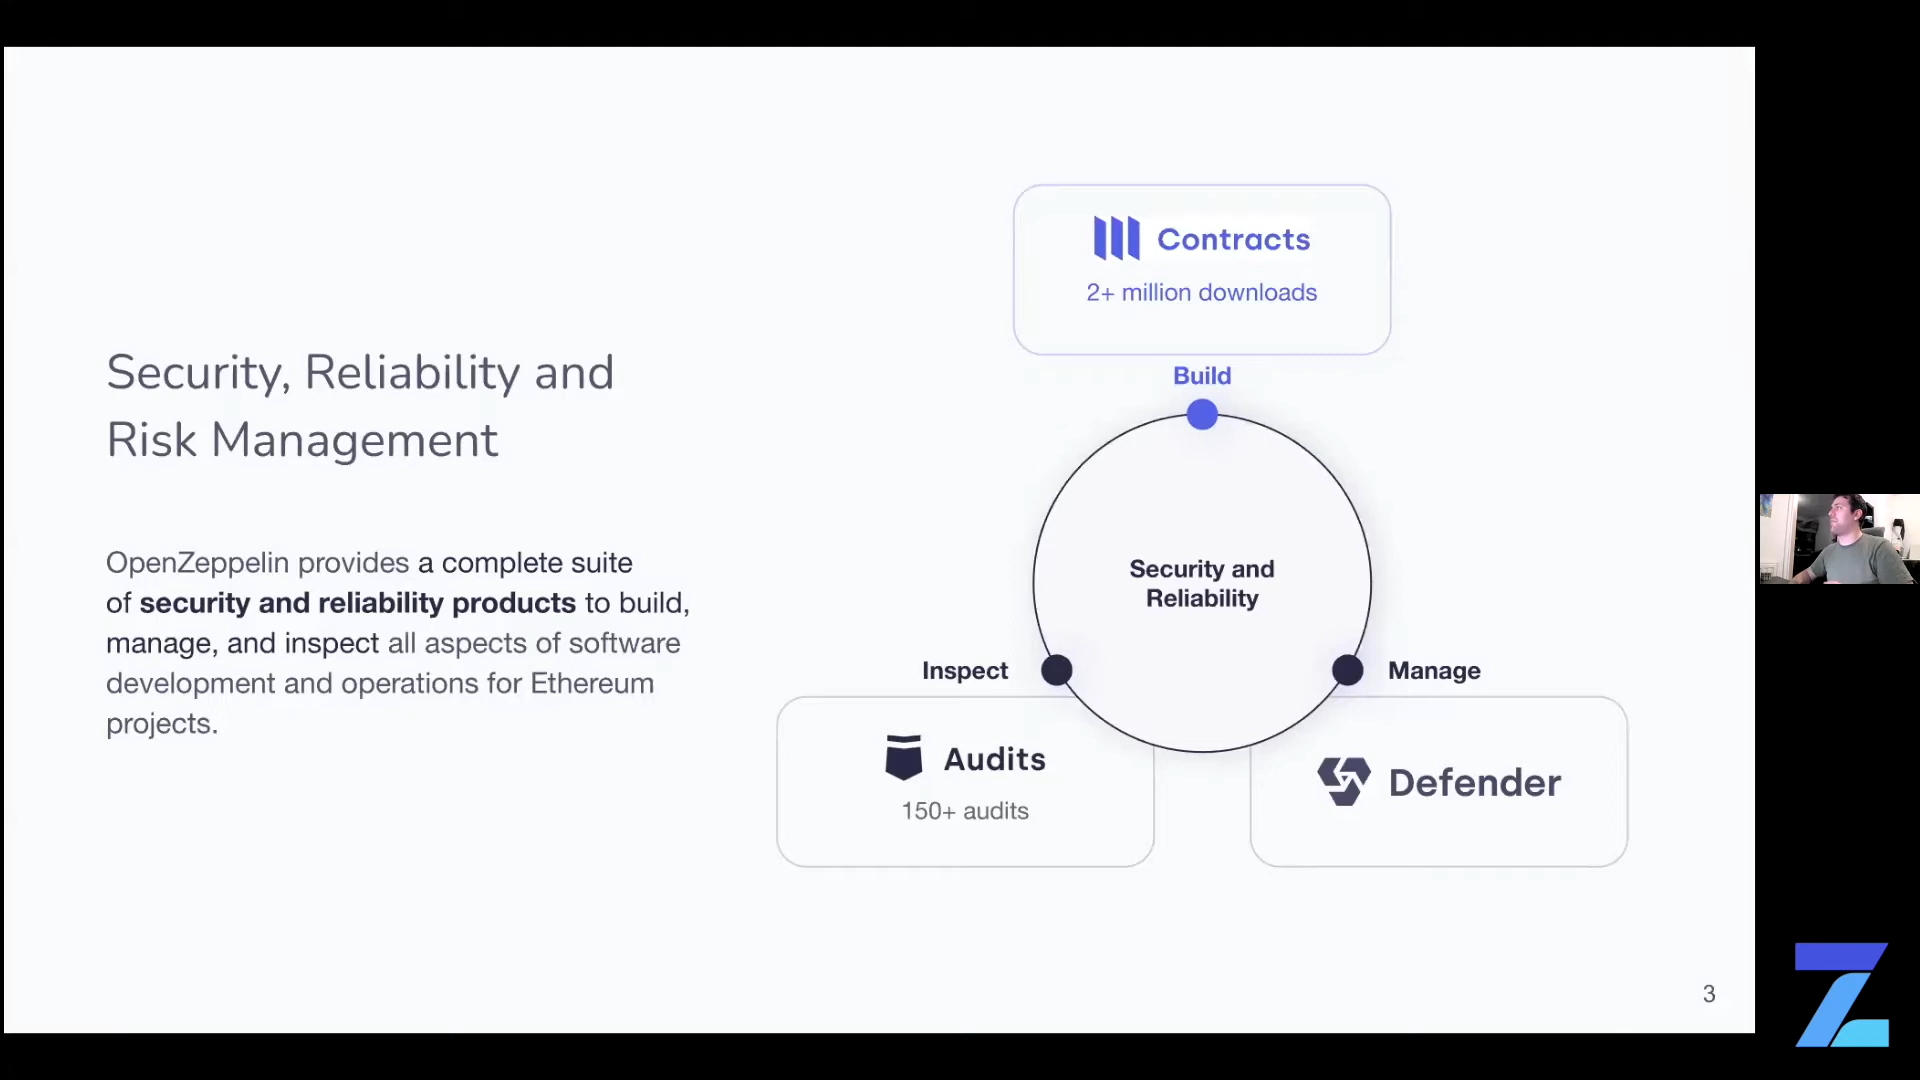 Security, Reliability and
Risk Management
OpenZeppelin provides a complete suite
of security and reliability products to build,
manage, and inspect all aspects of software
development and operations for Ethereum
projects.
Contracts
2+ million downloads
Build
Security and
Reliability
Inspect
Manage
Audits
150+ audits
Defender
3